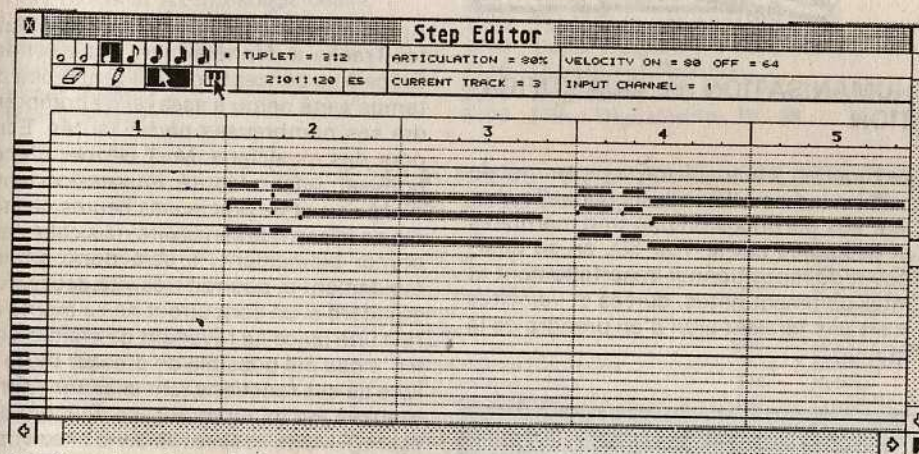 Step Editor
TUPLET = 3:2 ARTICULATION = 80% VELOCITY ON = 80 OFF = 64
2:01:120 E5 CURRENT TRACK = 3 INPUT CHANNEL = 1
1 2 3 4 5